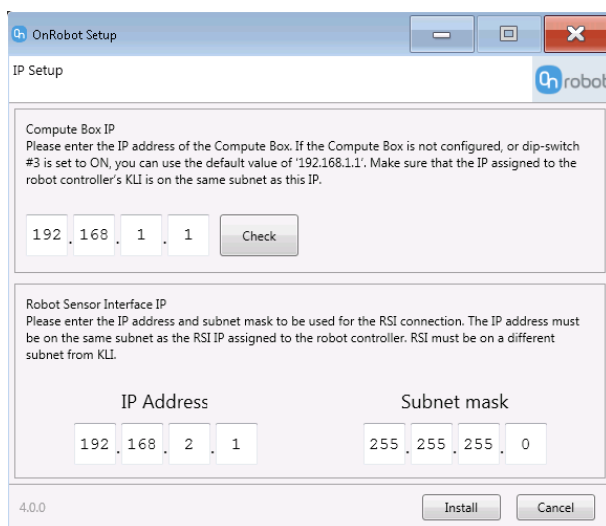 OnRobot Setup
IP Setup
On robot
Compute Box IP
Please enter the IP address of the Compute Box. If the Compute Box is not configured, or dip-switch
#3 is set to ON, you can use the default value of '192.168.1.1'. Make sure that the IP assigned to the
robot controller's KLI is on the same subnet as this IP.
192 . 168 . 1 . 1 Check
Robot Sensor Interface IP
Please enter the IP address and subnet mask to be used for the RSI connection. The IP address must
be on the same subnet as the RSI IP assigned to the robot controller. RSI must be on a different
subnet from KLI.
IP Address Subnet mask
192 . 168 . 2 . 1 255 . 255 . 255 . 0
4.0.0 Install Cancel